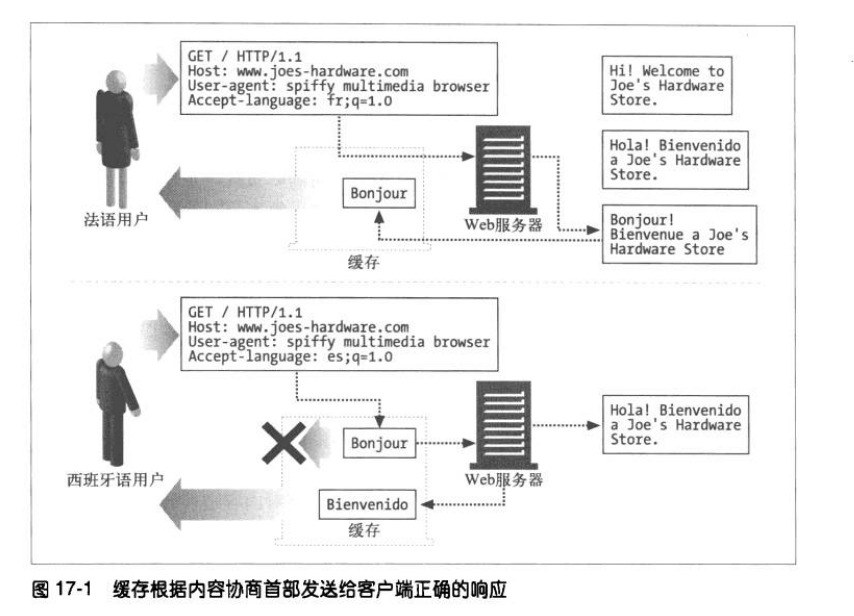 GET / HTTP/1.1
Host: www.joes-hardware.com
User-agent: spiffy multimedia browser
Accept-language: fr;q=1.0
Hi! Welcome to
Joe's Hardware
Store.
Hola! Bienvenido
a Joe's Hardware
Store.
Bonjour
法语用户
Web服务器
Bonjour!
Bienvenue a Joe's
Hardware Store
缓存
GET / HTTP/1.1
Host: www.joes-hardware.com
User-agent: spiffy multimedia browser
Accept-language: es;q=1.0
Hola! Bienvenido
a Joe's Hardware
Store.
Bonjour
西班牙语用户
Web服务器
Bienvenido
缓存
图 17-1 缓存根据内容协商首部发送给客户端正确的响应